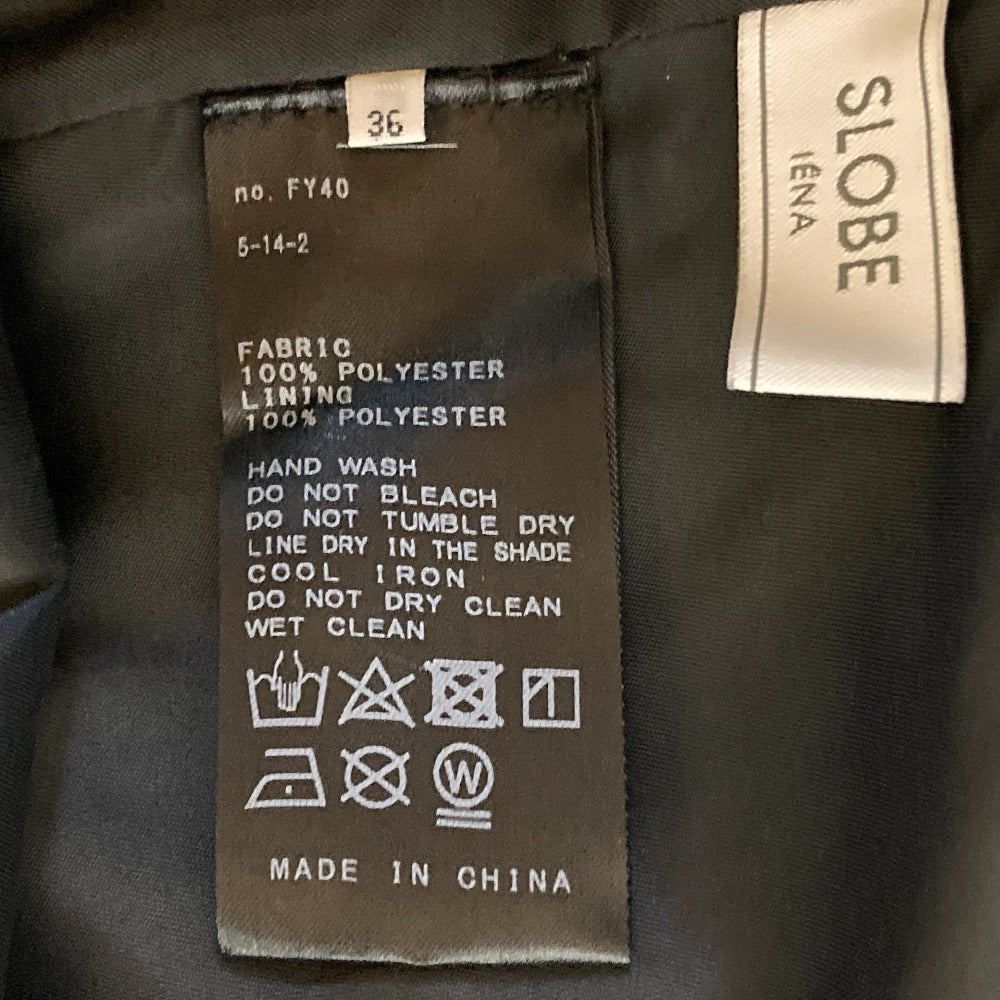 36
no. FY40
5-14-2
FABRIC
100% POLYESTER
LINING
100% POLYESTER
HAND WASH
DO NOT BLEACH
DO NOT TUMBLE DRY
LINE DRY IN THE SHADE
COOL IRON
DO NOT DRY CLEAN
WET CLEAN
W
MADE IN CHINA
SLOBE
IÉNA